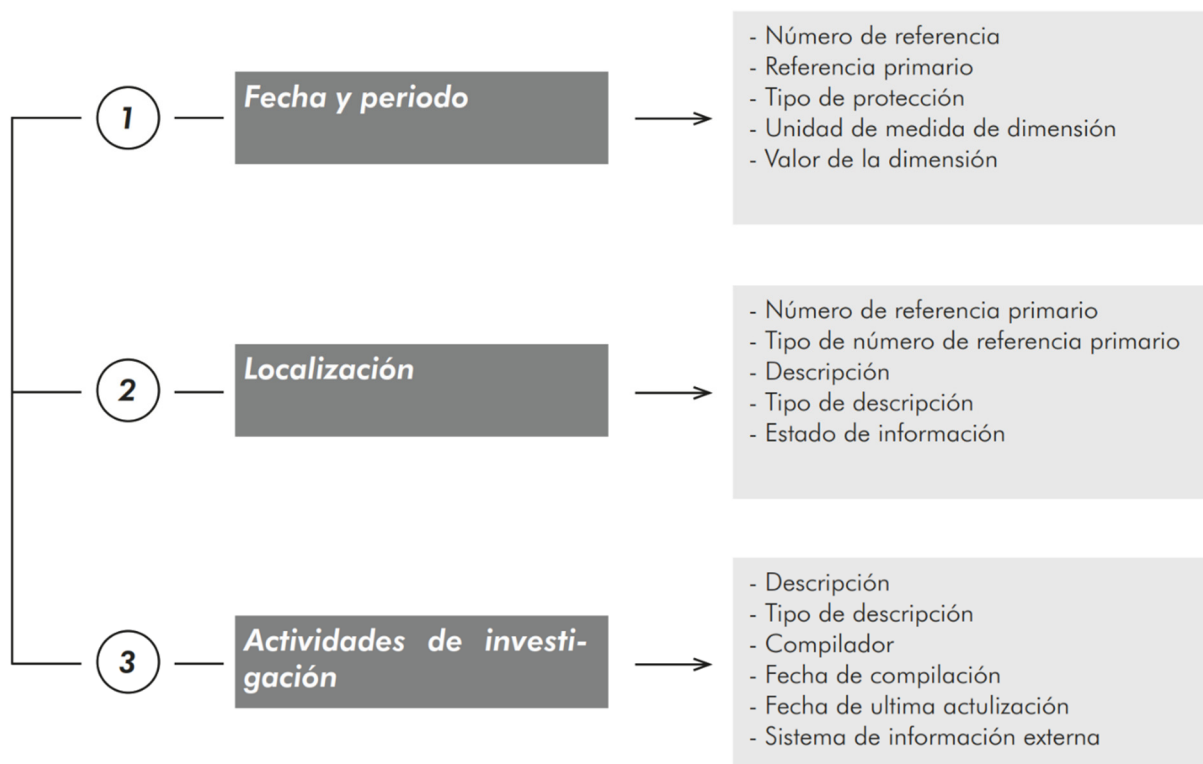 1
Fecha y periodo
- Número de referencia
- Referencia primario
- Tipo de protección
- Unidad de medida de dimensión
- Valor de la dimensión
2
Localización
- Número de referencia primario
- Tipo de número de referencia primario
- Descripción
- Tipo de descripción
- Estado de información
3
Actividades de investi-
gación
- Descripción
- Tipo de descripción
- Compilador
- Fecha de compilación
- Fecha de ultima actulización
- Sistema de información externa